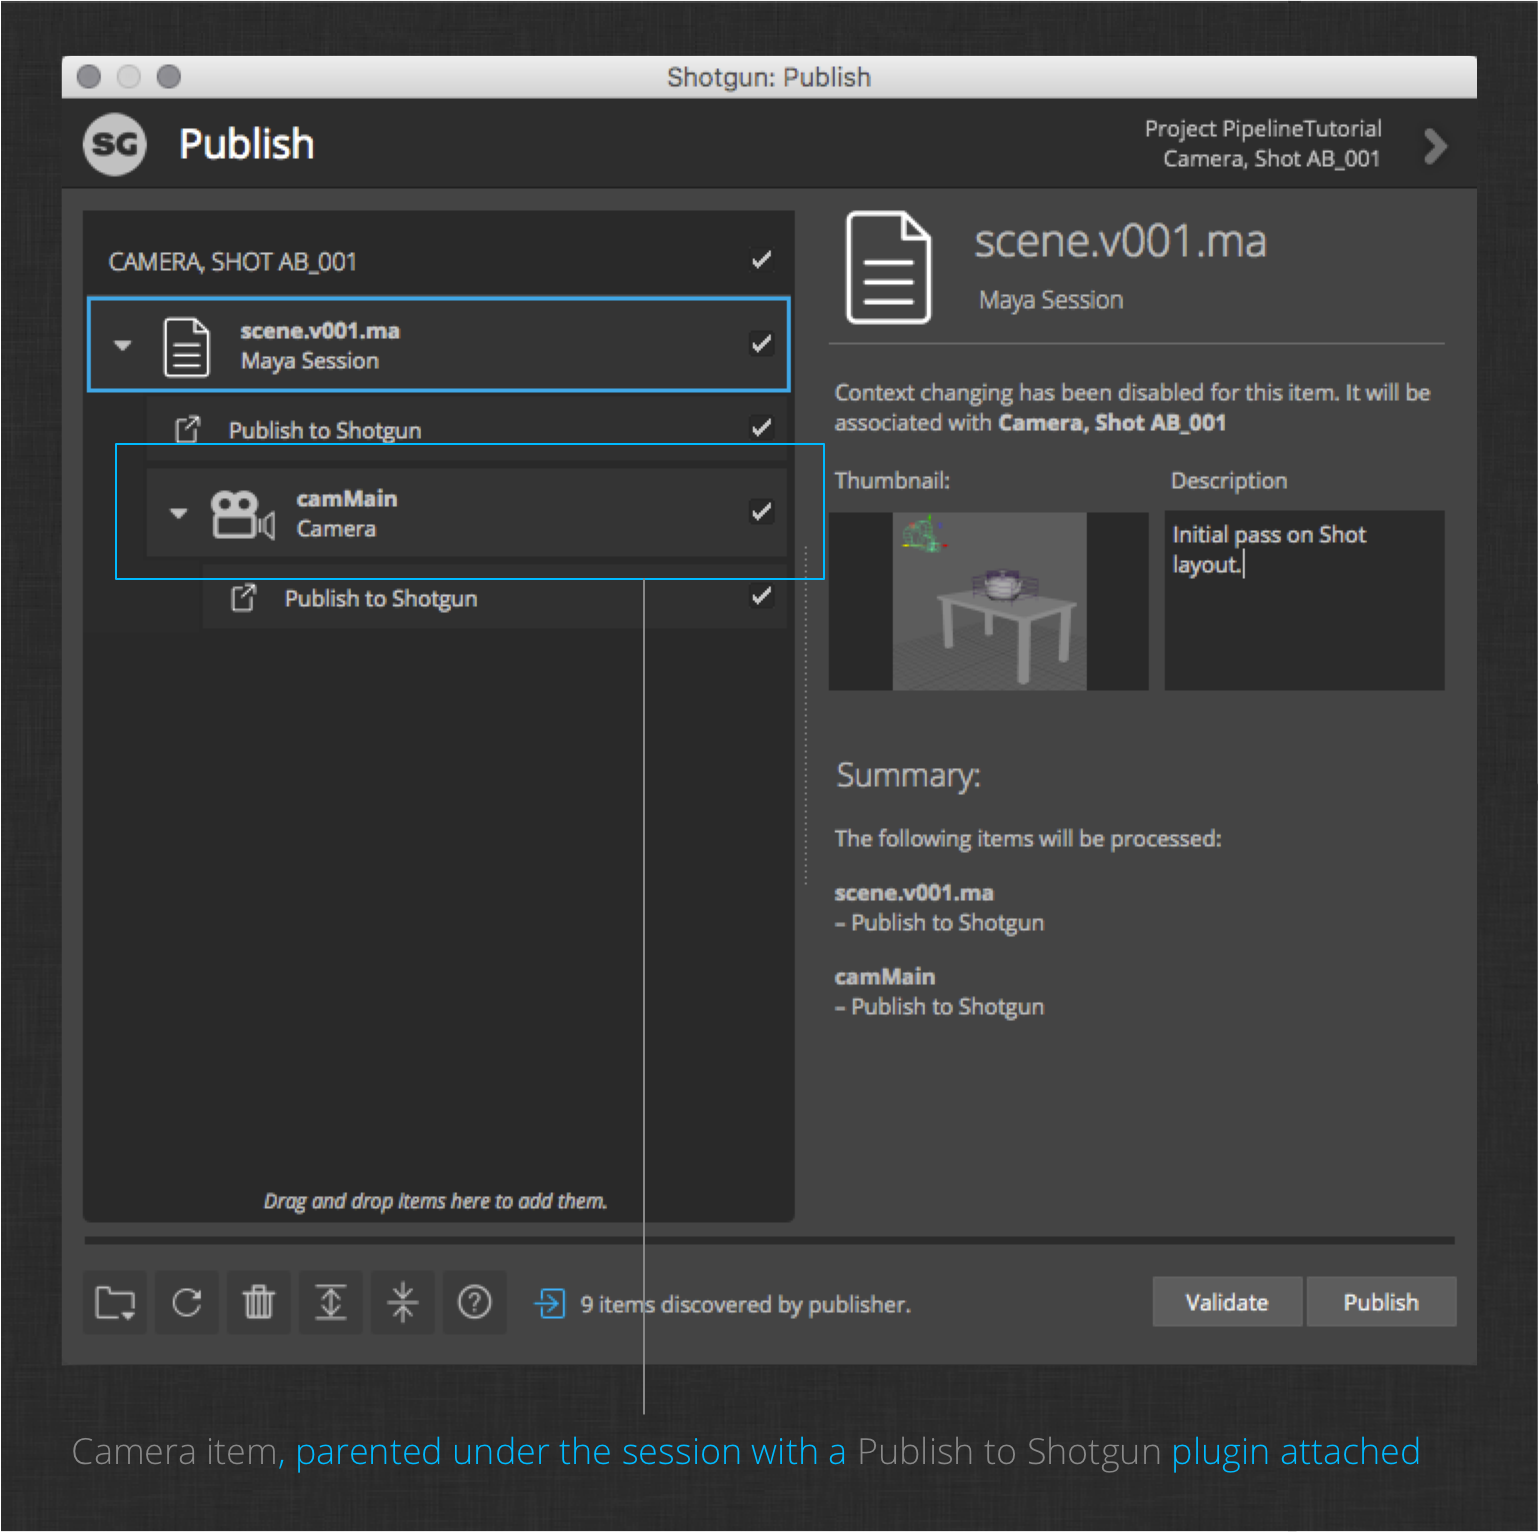 Shotgun: Publish
SG
Publish
Project PipelineTutorial
Camera, Shot AB_001
CAMERA, SHOT AB_001
scene.v001.ma
Maya Session
Publish to Shotgun
camMain
Camera
Publish to Shotgun
Drag and drop items here to add them.
scene.v001.ma
Maya Session
Context changing has been disabled for this item. It will be
associated with Camera, Shot AB_001
Thumbnail:
Description
Initial pass on Shot
layout.
Summary:
The following items will be processed:
scene.v001.ma
– Publish to Shotgun
camMain
– Publish to Shotgun
9 items discovered by publisher.
Validate
Publish
Camera item, parented under the session with a Publish to Shotgun plugin attached